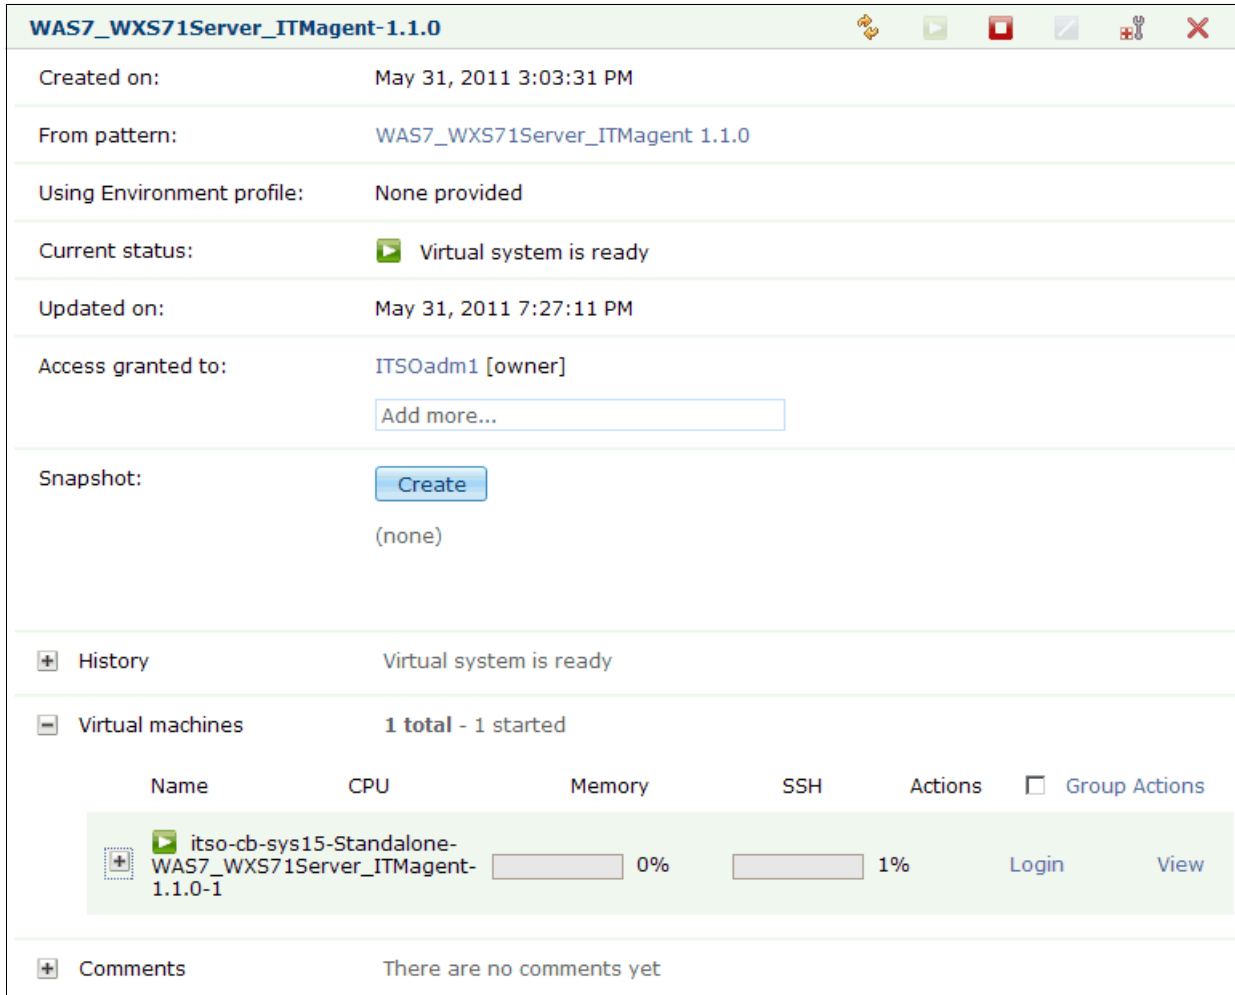 WAS7_WXS71Server_ITMagent-1.1.0
Created on: May 31, 2011 3:03:31 PM
From pattern: WAS7_WXS71Server_ITMagent 1.1.0
Using Environment profile: None provided
Current status: Virtual system is ready
Updated on: May 31, 2011 7:27:11 PM
Access granted to: ITSOadm1 [owner]
Add more...
Snapshot: Create
(none)
History Virtual system is ready
Virtual machines 1 total - 1 started
Name CPU Memory SSH Actions Group Actions
itso-cb-sys15-Standalone-
WAS7_WXS71Server_ITMagent- 0% 1% Login View
1.1.0-1
Comments There are no comments yet